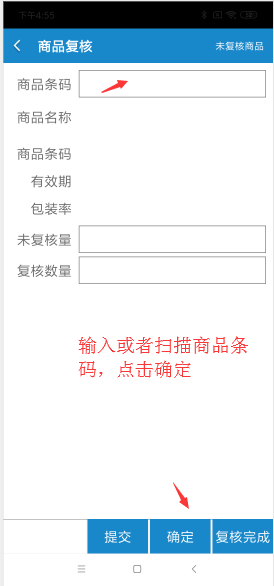 下午4:55
商品复核 未复核商品
商品条码
商品名称
商品条码
有效期
包装率
未复核量
复核数量
输入或者扫描商品条
码，点击确定
提交 确定 复核完成